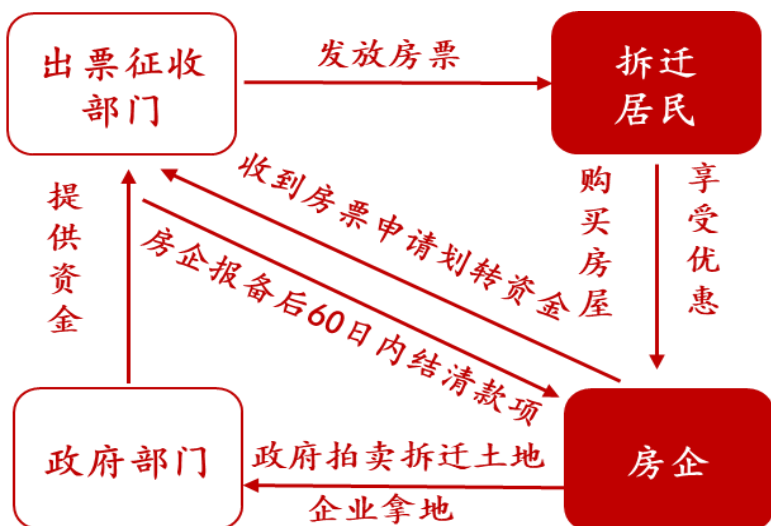 出票征收
部门
发放房票
拆迁
居民
提供资金
收到房票申请划转资金
房企报备后60日内结清款项
购买房屋
享受优惠
政府部门
政府拍卖拆迁土地
企业拿地
房企